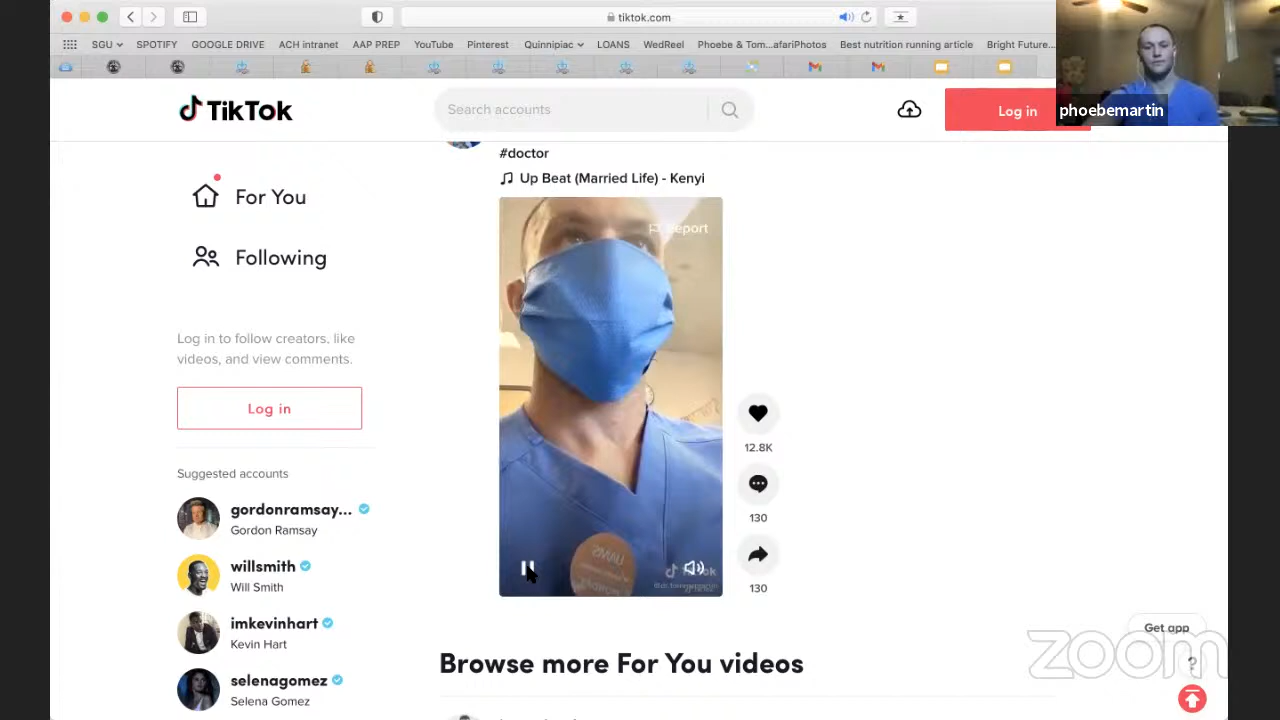 tiktok.com
SGU
SPOTIFY
GOOGLE DRIVE
ACH intranet
AAP PREP
YouTube
Pinterest
Quinnipiac
LOANS
WedReel
Phoebe & Tom...afariPhotos
Best nutrition running article
Bright Future...
phoebemartin
TikTok
Search accounts
Log in
#doctor
Up Beat (Married Life) - Kenyi
For You
Following
Report
Log in to follow creators, like
videos, and view comments.
Log in
Suggested accounts
gordonramsay...
Gordon Ramsay
willsmith
Will Smith
imkevinhart
Kevin Hart
selenagomez
Selena Gomez
UAMS
TikTok
12.8K
130
130
Browse more For You videos
Get app
?
zoom